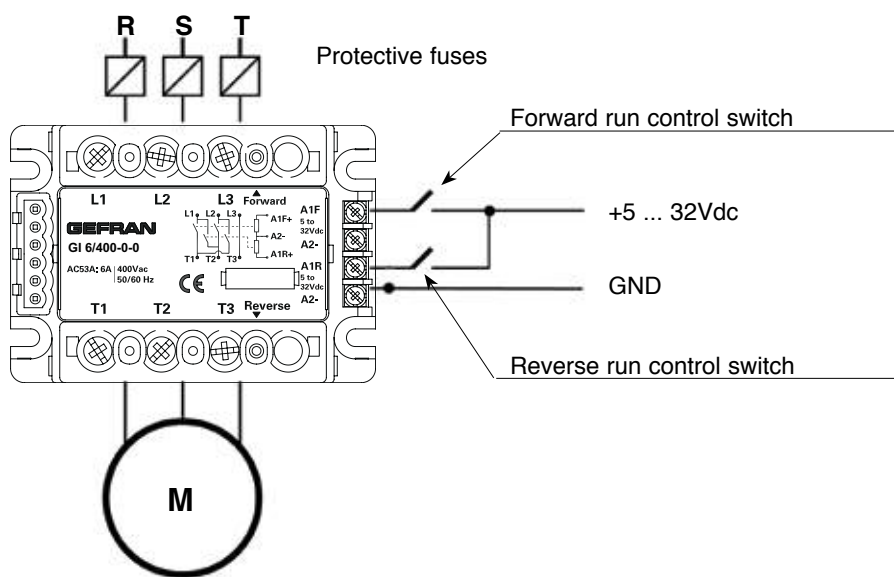 R S T
Protective fuses
Forward run control switch
L1 L2 L3 Forward
L1 L2 L3
A1F+
A2-
A1R+
T1 T2 T3
A1F
5 to
32Vdc
A2-
A1R
5 to
32Vdc
A2-
GEFRAN
GI 6/400-0-0
AC53A: 6A 400Vac
50/60 Hz
CE
T1 T2 T3 Reverse
+5 ... 32Vdc
GND
Reverse run control switch
M